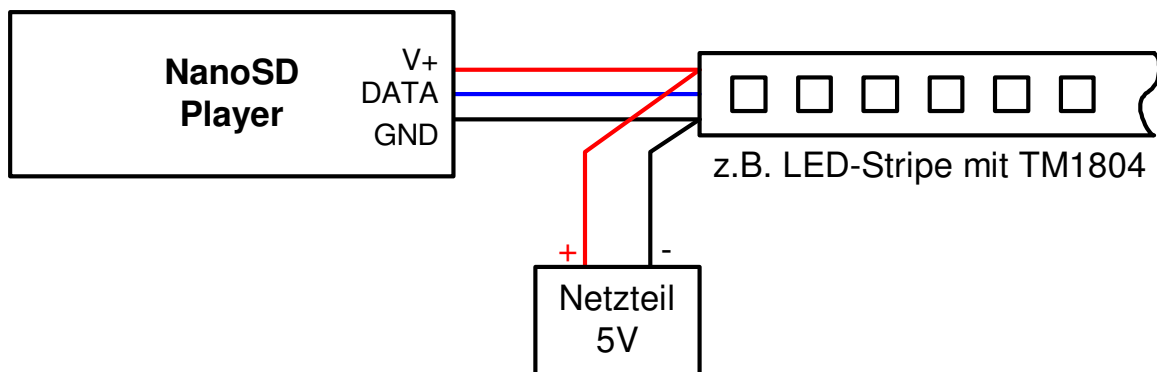 NanoSD
Player
V+
DATA
GND
z.B. LED-Stripe mit TM1804
+
-
Netzteil
5V